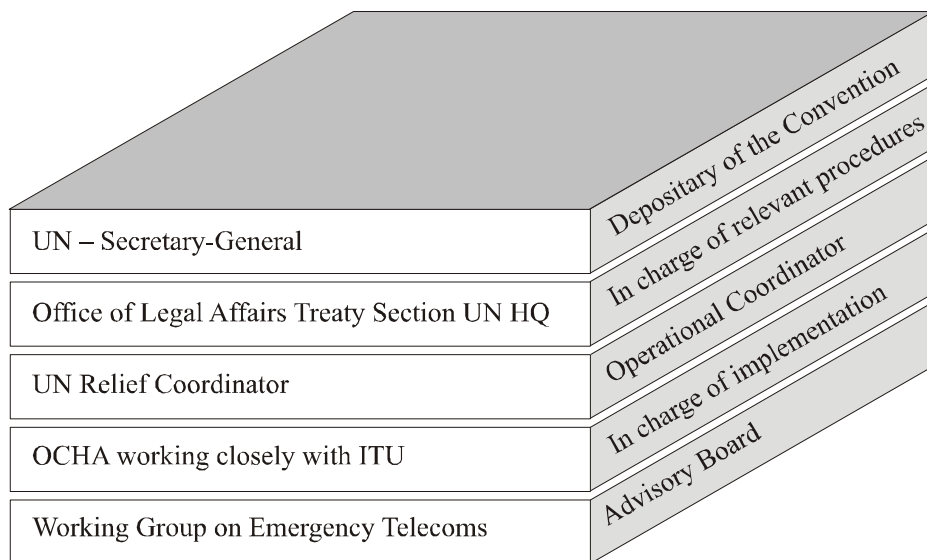 UN – Secretary-General
Depositary of the Convention
Office of Legal Affairs Treaty Section UN HQ
In charge of relevant procedures
UN Relief Coordinator
Operational Coordinator
OCHA working closely with ITU
In charge of implementation
Working Group on Emergency Telecoms
Advisory Board